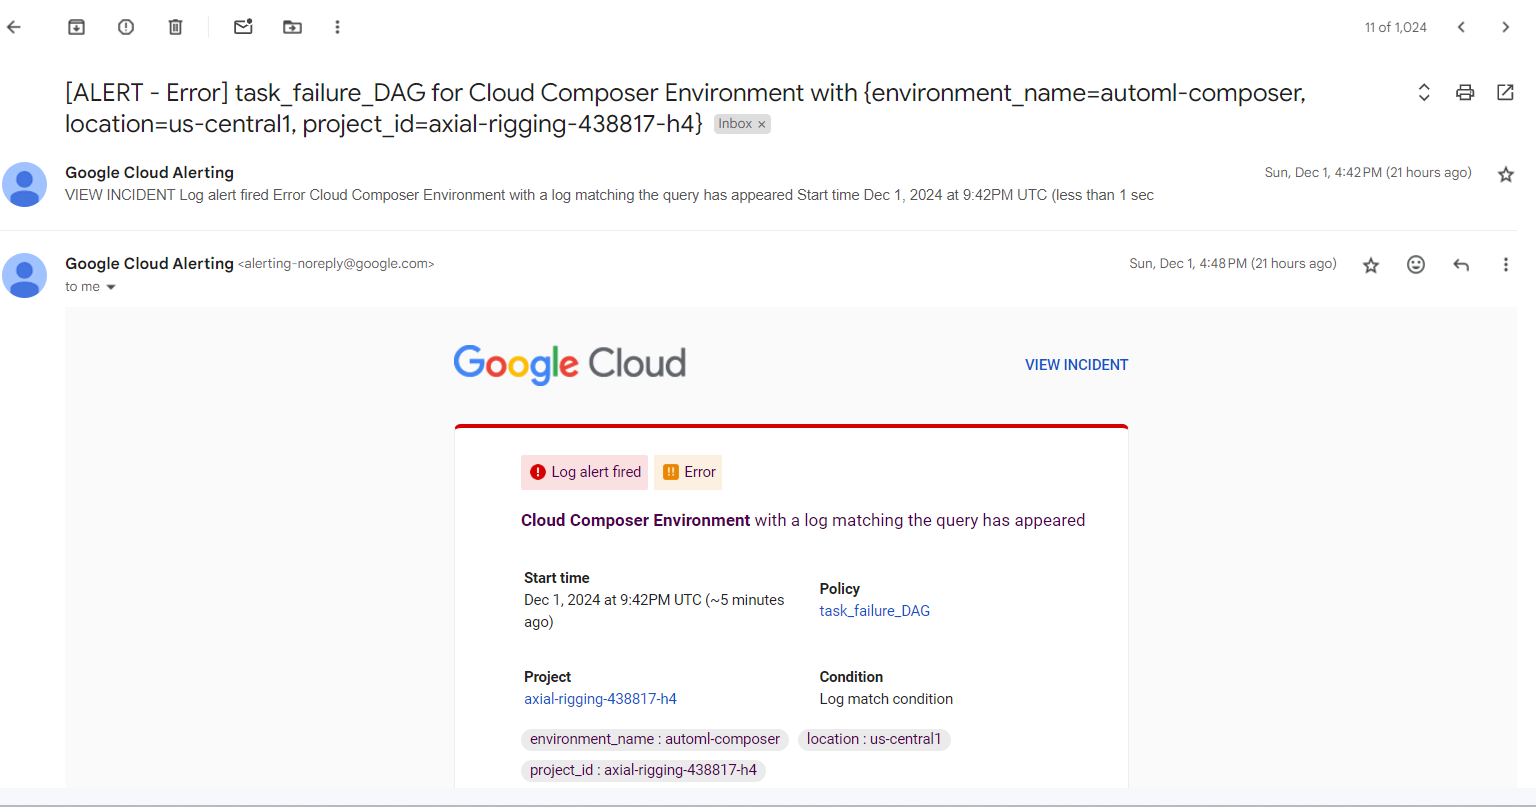 11 of 1,024
[ALERT - Error] task_failure_DAG for Cloud Composer Environment with {environment_name=automl-composer,
location=us-central1, project_id=axial-rigging-438817-h4} Inbox ×
Google Cloud Alerting Sun, Dec 1, 4:42 PM (21 hours ago)
VIEW INCIDENT Log alert fired Error Cloud Composer Environment with a log matching the query has appeared Start time Dec 1, 2024 at 9:42PM UTC (less than 1 sec
Google Cloud Alerting <alerting-noreply@google.com> Sun, Dec 1, 4:48 PM (21 hours ago)
to me
Google Cloud VIEW INCIDENT
Log alert fired Error
Cloud Composer Environment with a log matching the query has appeared
Start time
Dec 1, 2024 at 9:42PM UTC (~5 minutes
ago)
Policy
task_failure_DAG
Project
axial-rigging-438817-h4
Condition
Log match condition
environment_name : automl-composer location : us-central1
project_id : axial-rigging-438817-h4